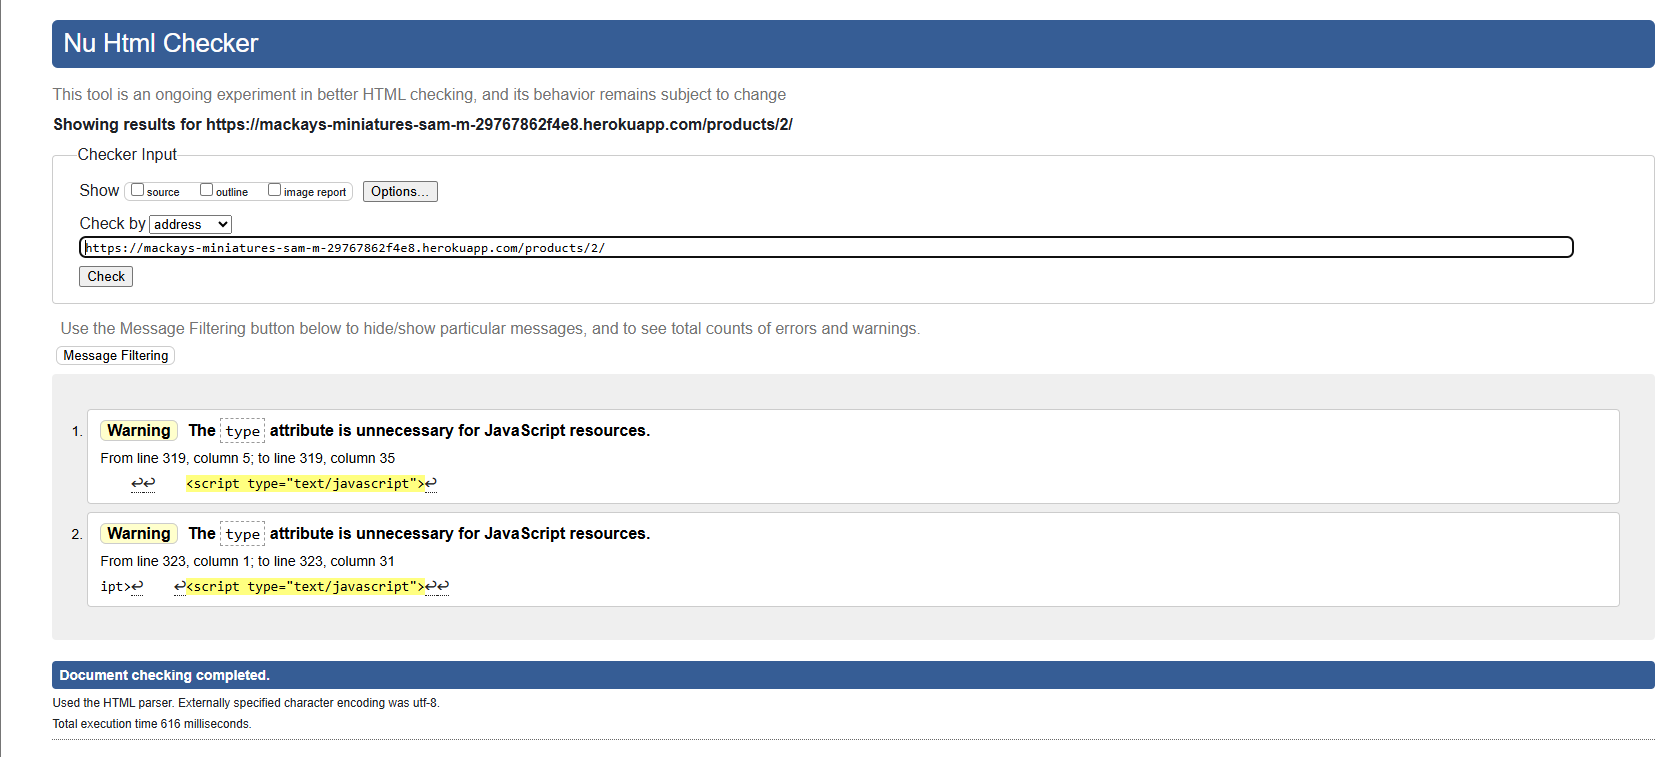 Nu Html Checker
This tool is an ongoing experiment in better HTML checking, and its behavior remains subject to change
Showing results for https://mackays-miniatures-sam-m-29767862f4e8.herokuapp.com/products/2/
Checker Input
Show source outline image report Options...
Check by address
https://mackays-miniatures-sam-m-29767862f4e8.herokuapp.com/products/2/
Check
Use the Message Filtering button below to hide/show particular messages, and to see total counts of errors and warnings.
Message Filtering
1. Warning The type attribute is unnecessary for JavaScript resources.
From line 319, column 5; to line 319, column 35
↩↩ <script type="text/javascript">↩
2. Warning The type attribute is unnecessary for JavaScript resources.
From line 323, column 1; to line 323, column 31
ipt>↩ ↩<script type="text/javascript">↩↩
Document checking completed.
Used the HTML parser. Externally specified character encoding was utf-8.
Total execution time 616 milliseconds.